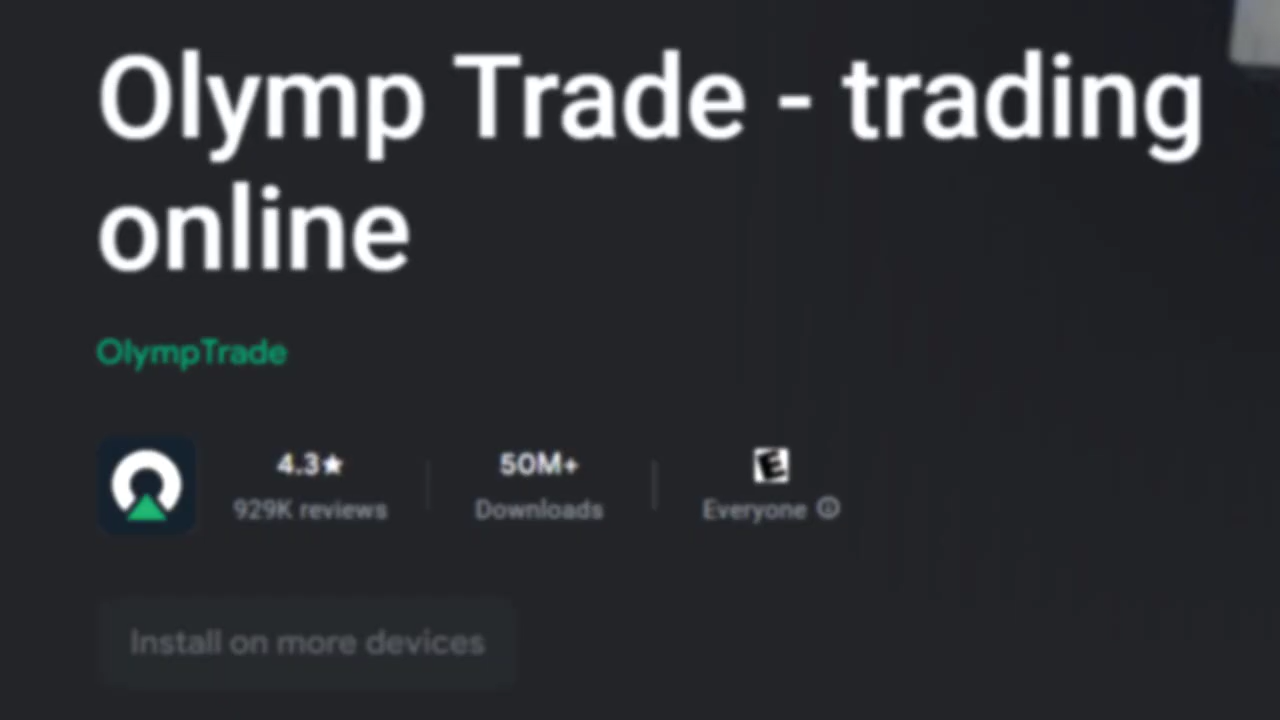 Olymp Trade - trading
online
OlympTrade
4.3★ 50M+ E
929K reviews Downloads Everyone
Install on more devices